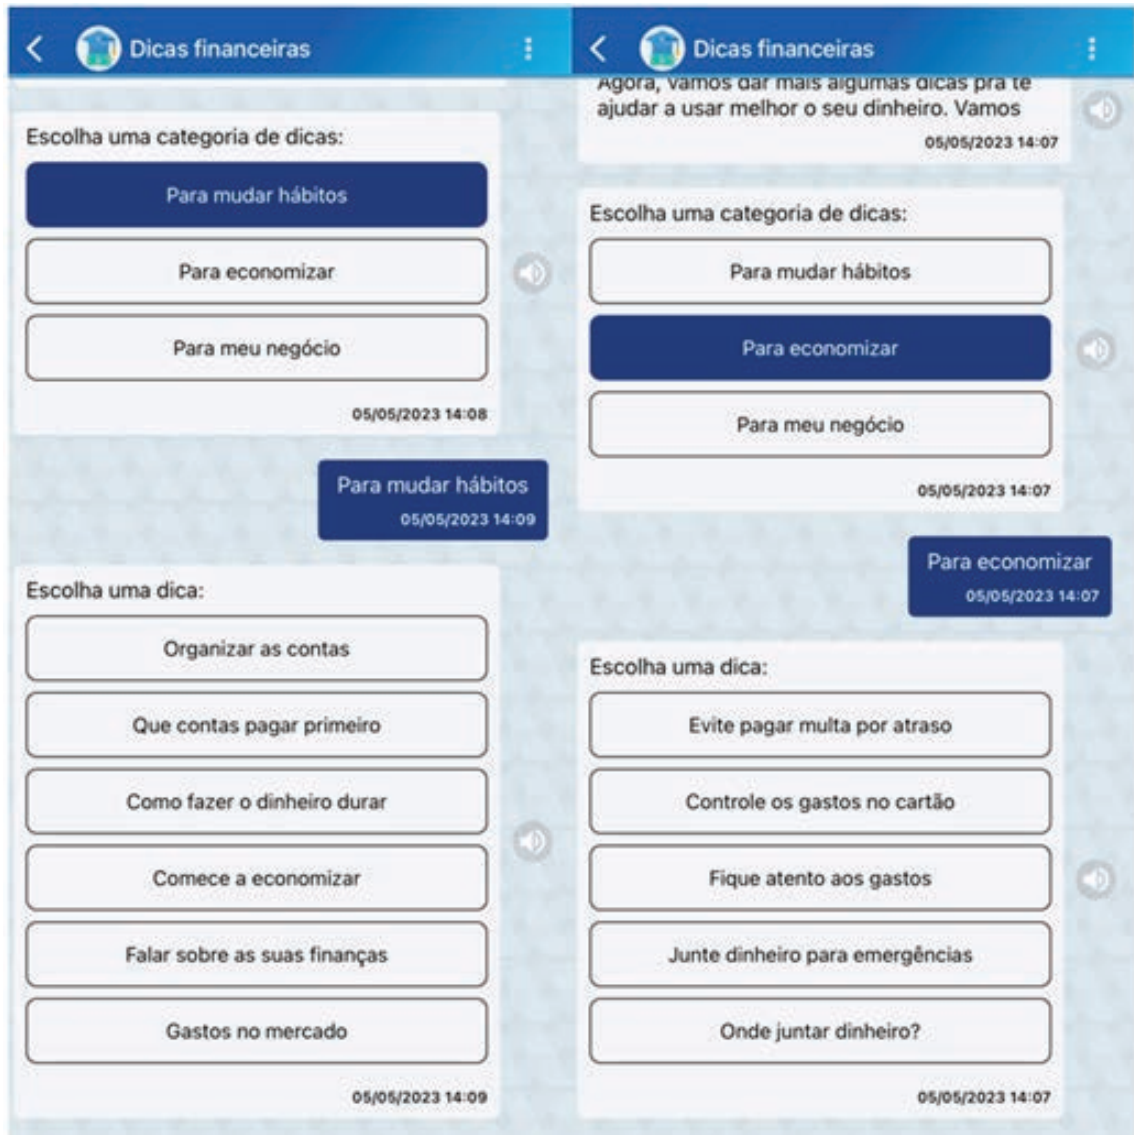 Dicas financeiras
Escolha uma categoria de dicas:
Para mudar hábitos
Para economizar
Para meu negócio
05/05/2023 14:08
Para mudar hábitos
05/05/2023 14:09
Escolha uma dica:
Organizar as contas
Que contas pagar primeiro
Como fazer o dinheiro durar
Comece a economizar
Falar sobre as suas finanças
Gastos no mercado
05/05/2023 14:09
Dicas financeiras
Agora, vamos dar mais algumas dicas pra te
ajudar a usar melhor o seu dinheiro. Vamos
05/05/2023 14:07
Escolha uma categoria de dicas:
Para mudar hábitos
Para economizar
Para meu negócio
05/05/2023 14:07
Para economizar
05/05/2023 14:07
Escolha uma dica:
Evite pagar multa por atraso
Controle os gastos no cartão
Fique atento aos gastos
Junte dinheiro para emergências
Onde juntar dinheiro?
05/05/2023 14:07